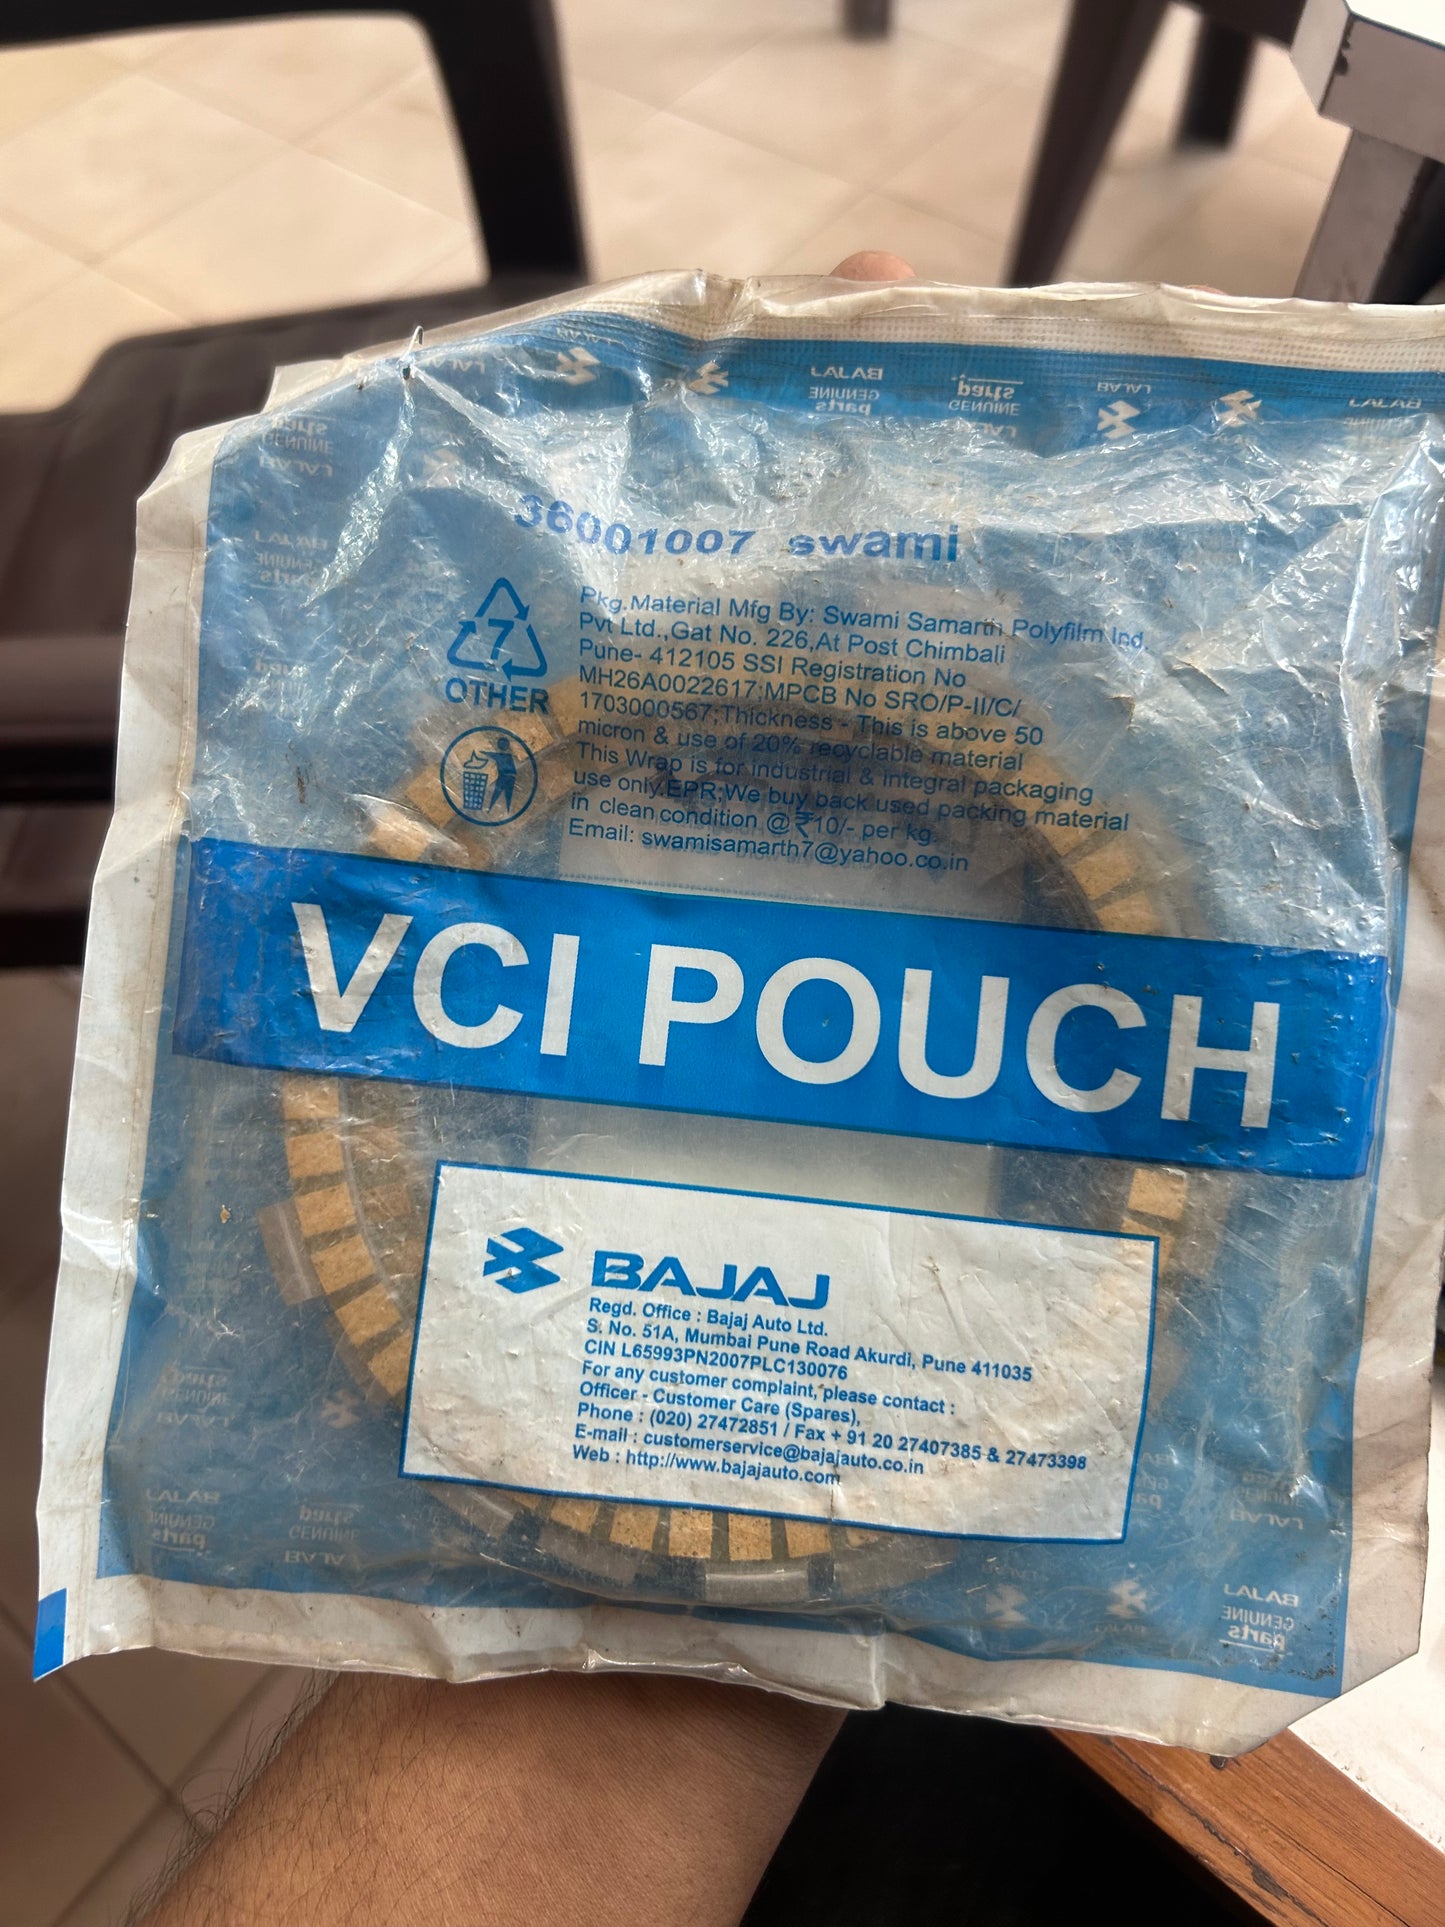 36001007 swami
7
OTHER
Pkg.Material Mfg By: Swami Samarth Polyfilm Ind.
Pvt Ltd.,Gat No. 226,At Post Chimbali
Pune- 412105 SSI Registration No
MH26A0022617;MPCB No SRO/P-II/C/
1703000567;Thickness - This is above 50
micron & use of 20% recyclable material
This Wrap is for industrial & integral packaging
use only.EPR;We buy back used packing material
in clean condition @ ₹10/- per kg.
Email: swamisamarth7@yahoo.co.in
VCI POUCH
BAJAJ
Regd. Office : Bajaj Auto Ltd.
S. No. 51A, Mumbai Pune Road Akurdi, Pune 411035
CIN L65993PN2007PLC130076
For any customer complaint, please contact :
Officer - Customer Care (Spares),
Phone : (020) 27472851 / Fax + 91 20 27407385 & 27473398
E-mail : customerservice@bajajauto.co.in
Web : http://www.bajajauto.com
BAJAJ
GENUINE
parts